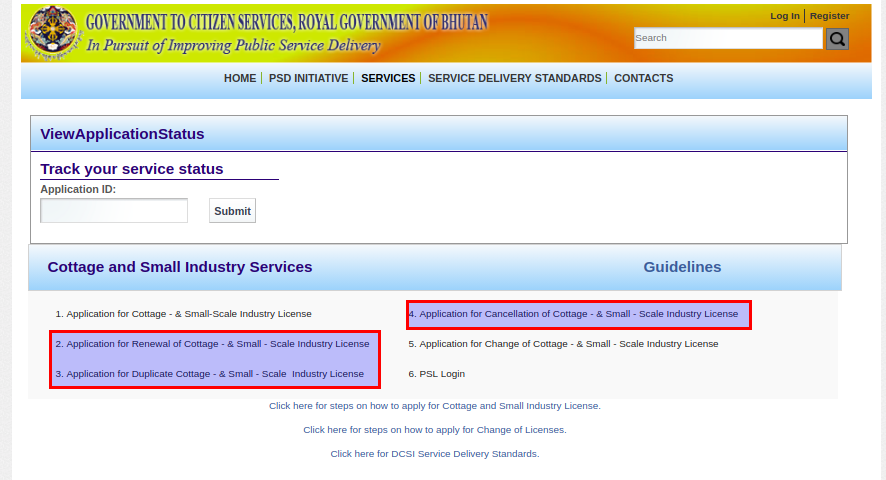 GOVERNMENT TO CITIZEN SERVICES, ROYAL GOVERNMENT OF BHUTAN
In Pursuit of Improving Public Service Delivery
Log In | Register
Search
HOME | PSD INITIATIVE | SERVICES | SERVICE DELIVERY STANDARDS | CONTACTS
ViewApplicationStatus
Track your service status
Application ID:
Submit
Cottage and Small Industry Services
Guidelines
1. Application for Cottage - & Small-Scale Industry License
2. Application for Renewal of Cottage - & Small - Scale Industry License
3. Application for Duplicate Cottage - & Small - Scale  Industry License
4. Application for Cancellation of Cottage - & Small - Scale Industry License
5. Application for Change of Cottage - & Small - Scale Industry License
6. PSL Login
Click here for steps on how to apply for Cottage and Small Industry License.
Click here for steps on how to apply for Change of Licenses.
Click here for DCSI Service Delivery Standards.